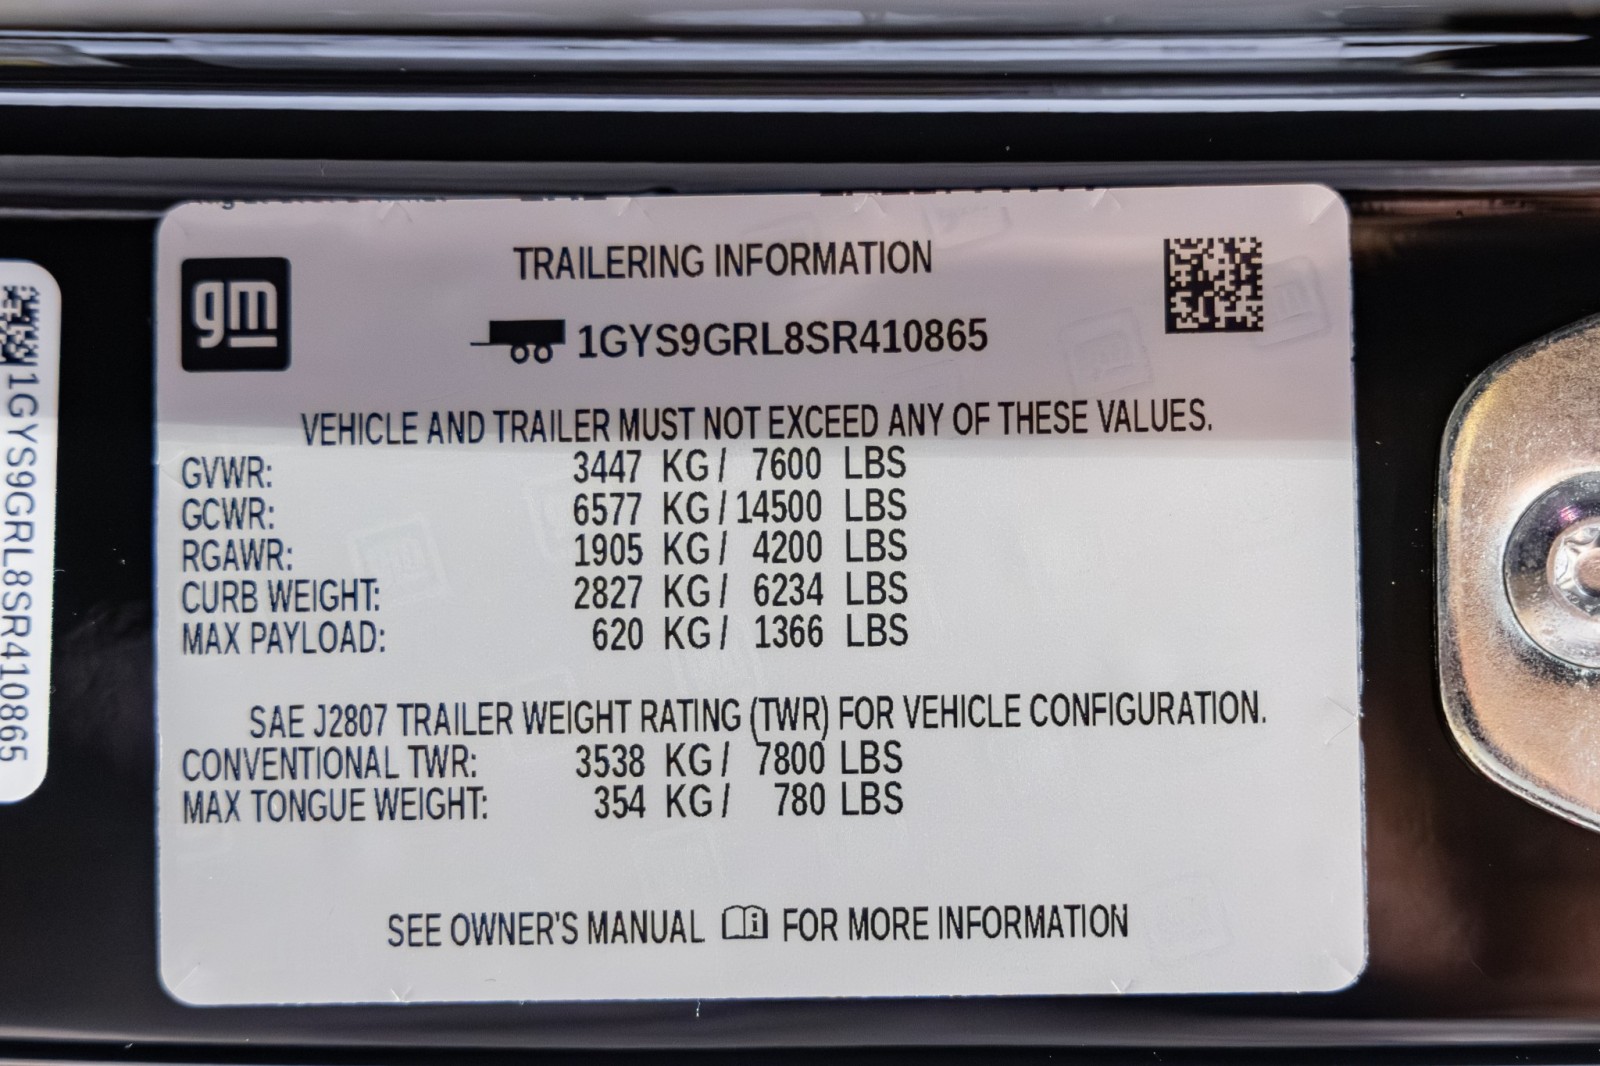 gm
TRAILERING INFORMATION
1GYS9GRL8SR410865
VEHICLE AND TRAILER MUST NOT EXCEED ANY OF THESE VALUES.
GVWR: 3447 KG / 7600 LBS
GCWR: 6577 KG / 14500 LBS
RGAWR: 1905 KG / 4200 LBS
CURB WEIGHT: 2827 KG / 6234 LBS
MAX PAYLOAD: 620 KG / 1366 LBS
SAE J2807 TRAILER WEIGHT RATING (TWR) FOR VEHICLE CONFIGURATION.
CONVENTIONAL TWR: 3538 KG / 7800 LBS
MAX TONGUE WEIGHT: 354 KG / 780 LBS
SEE OWNER'S MANUAL FOR MORE INFORMATION
1GYS9GRL8SR410865